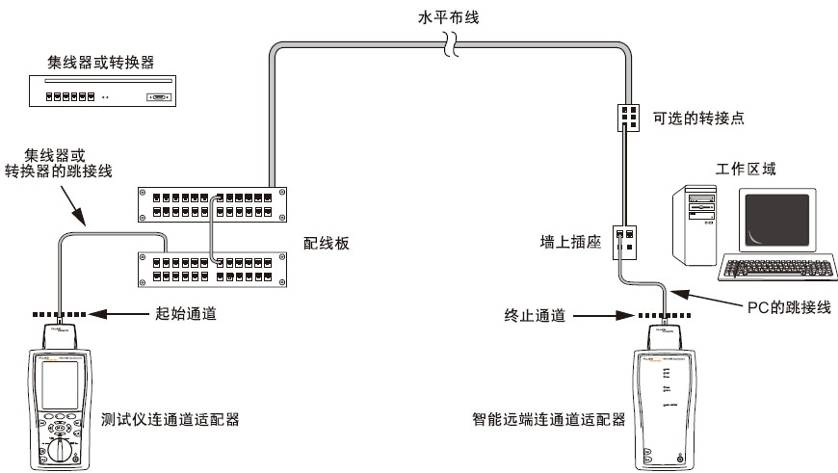 水平布线
集线器或转换器
可选的转接点
集线器或
转换器的跳接线
工作区域
配线板
墙上插座
起始通道
终止通道
PC的跳接线
测试仪连通道适配器
智能远端连通道适配器